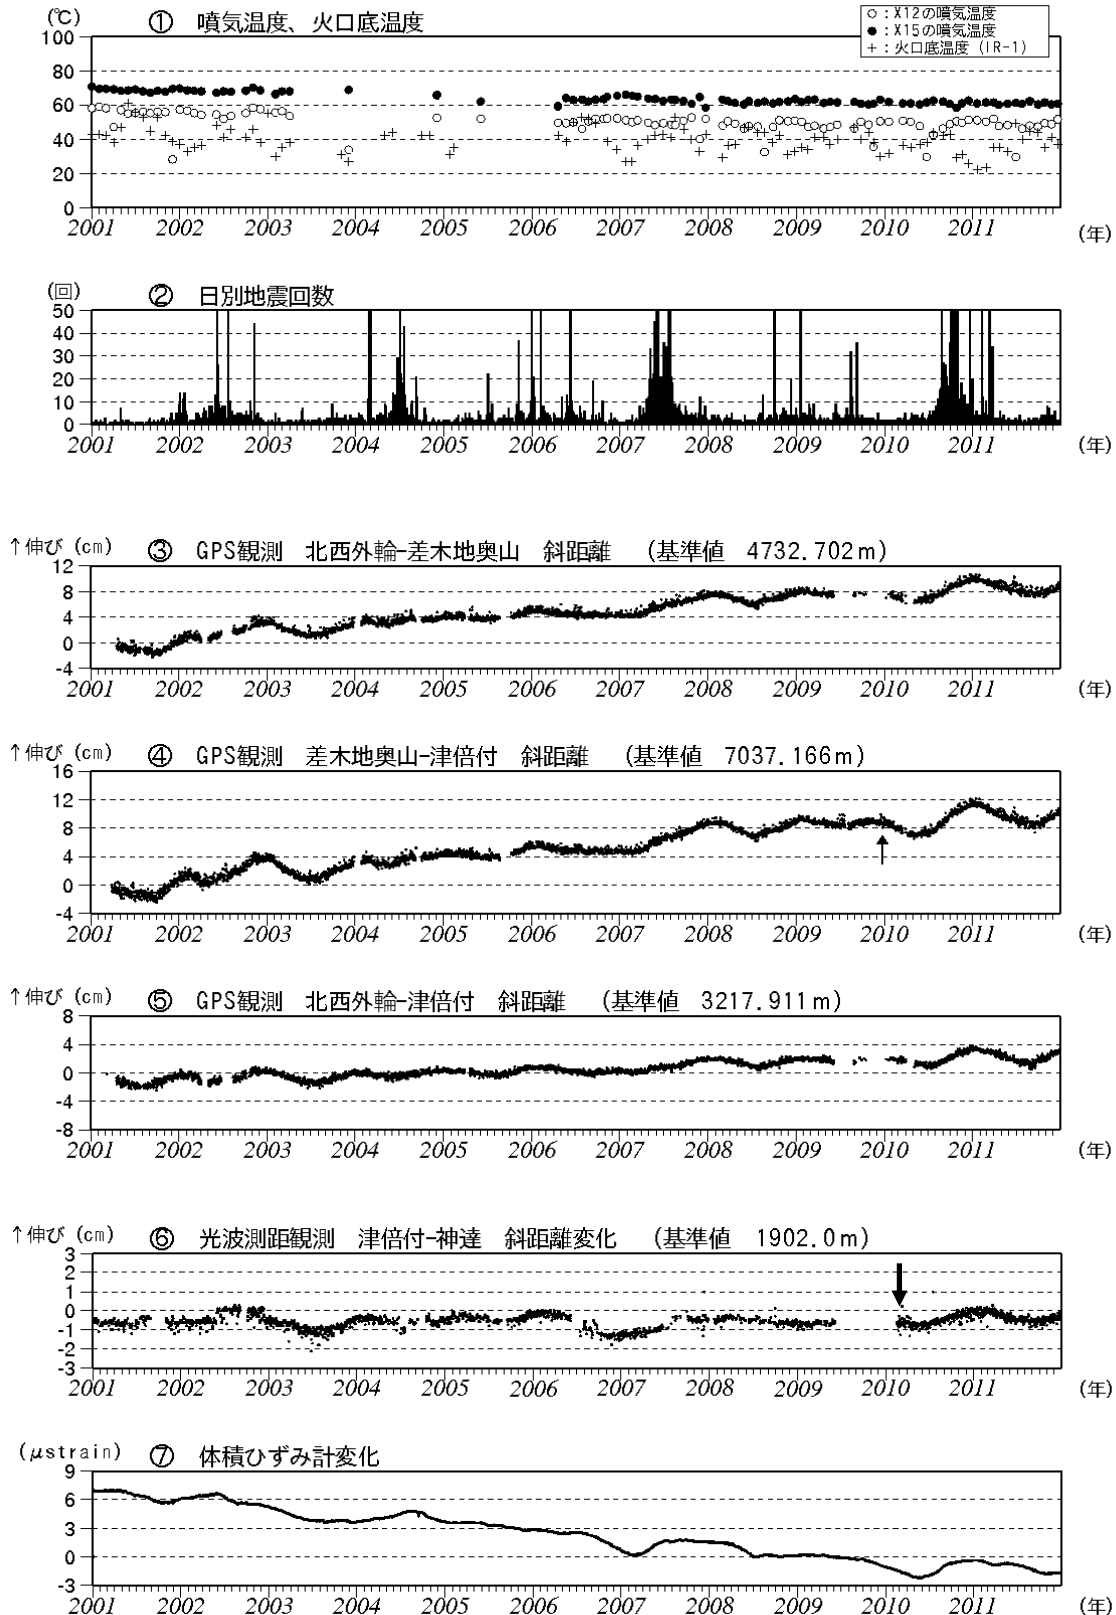 (℃) ① 噴気温度、火口底温度
○ : X12の噴気温度
● : X15の噴気温度
+ : 火口底温度 (IR-1)
100
80
60
40
20
0
2001 2002 2003 2004 2005 2006 2007 2008 2009 2010 2011 (年)
(回) ② 日別地震回数
50
40
30
20
10
0
2001 2002 2003 2004 2005 2006 2007 2008 2009 2010 2011 (年)
↑伸び (cm) ③ GPS観測 北西外輪-差木地奥山 斜距離 (基準値 4732.702m)
12
8
4
0
-4
2001 2002 2003 2004 2005 2006 2007 2008 2009 2010 2011 (年)
↑伸び (cm) ④ GPS観測 差木地奥山-津倍付 斜距離 (基準値 7037.166m)
16
12
8
4
0
-4
2001 2002 2003 2004 2005 2006 2007 2008 2009 2010 2011 (年)
↑伸び (cm) ⑤ GPS観測 北西外輪-津倍付 斜距離 (基準値 3217.911m)
8
4
0
-4
-8
2001 2002 2003 2004 2005 2006 2007 2008 2009 2010 2011 (年)
↑伸び (cm) ⑥ 光波測距観測 津倍付-神達 斜距離変化 (基準値 1902.0m)
3
2
1
0
-1
-2
-3
2001 2002 2003 2004 2005 2006 2007 2008 2009 2010 2011 (年)
(μstrain) ⑦ 体積ひずみ計変化
9
6
3
0
-3
2001 2002 2003 2004 2005 2006 2007 2008 2009 2010 2011 (年)